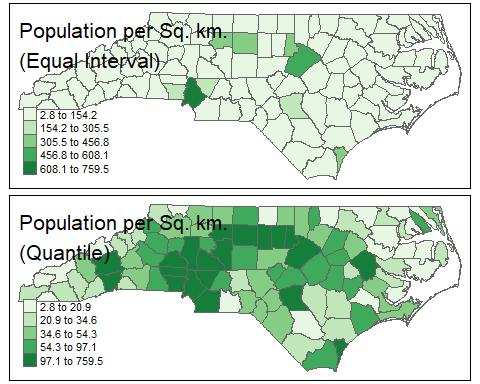 Population per Sq. km.
(Equal Interval)
2.8 to 154.2
154.2 to 305.5
305.5 to 456.8
456.8 to 608.1
608.1 to 759.5
Population per Sq. km.
(Quantile)
2.8 to 20.9
20.9 to 34.6
34.6 to 54.3
54.3 to 97.1
97.1 to 759.5